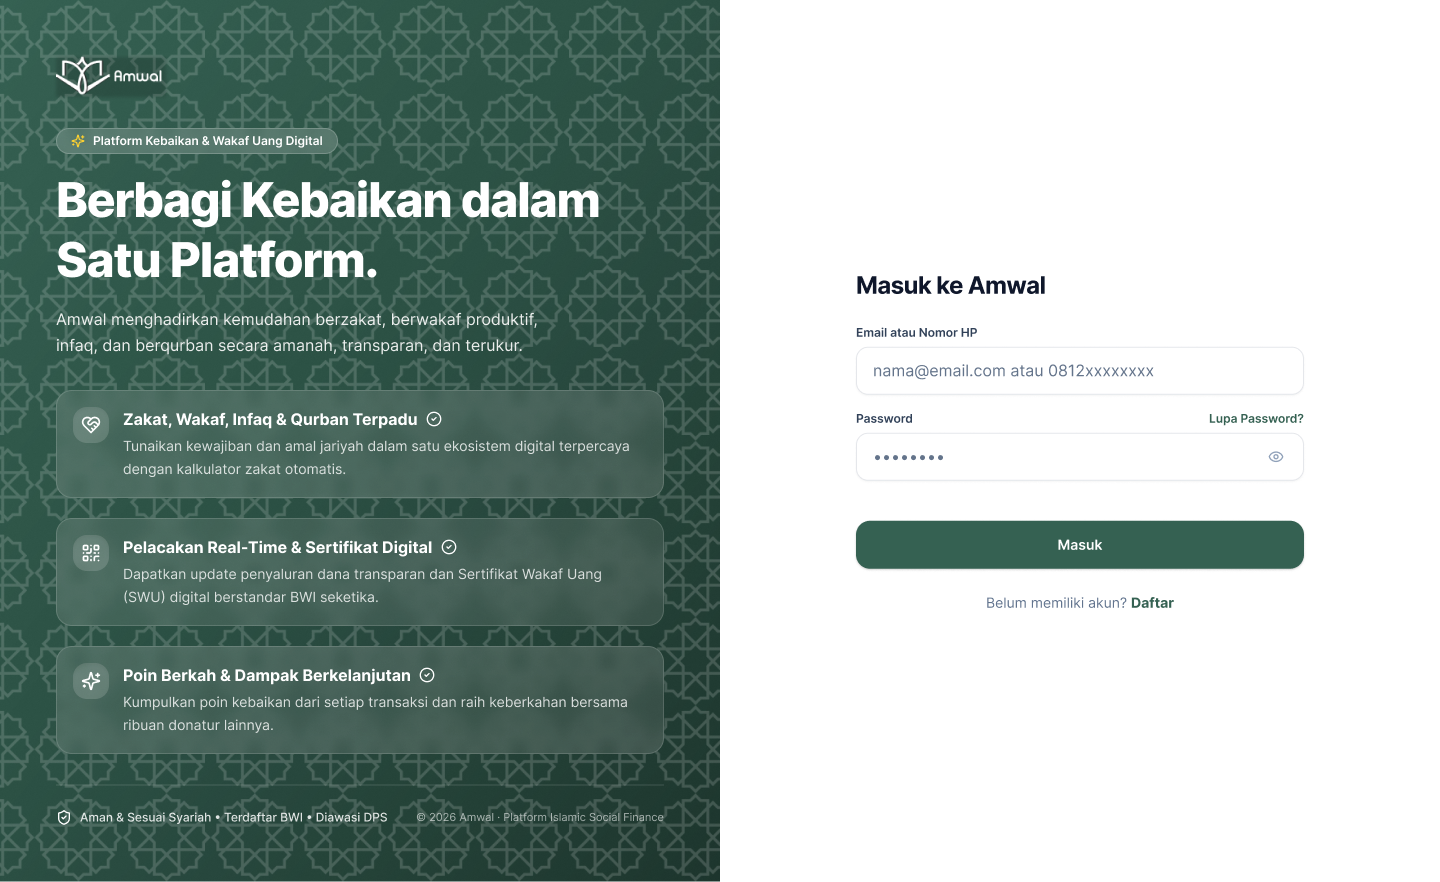 Amwal
Platform Kebaikan & Wakaf Uang Digital
Berbagi Kebaikan dalam
Satu Platform.
Amwal menghadirkan kemudahan berzakat, berwakaf produktif,
infaq, dan berqurban secara amanah, transparan, dan terukur.
Zakat, Wakaf, Infaq & Qurban Terpadu
Tunaikan kewajiban dan amal jariyah dalam satu ekosistem digital terpercaya
dengan kalkulator zakat otomatis.
Pelacakan Real-Time & Sertifikat Digital
Dapatkan update penyaluran dana transparan dan Sertifikat Wakaf Uang
(SWU) digital berstandar BWI seketika.
Poin Berkah & Dampak Berkelanjutan
Kumpulkan poin kebaikan dari setiap transaksi dan raih keberkahan bersama
ribuan donatur lainnya.
Aman & Sesuai Syariah • Terdaftar BWI • Diawasi DPS
© 2026 Amwal · Platform Islamic Social Finance
Masuk ke Amwal
Email atau Nomor HP
nama@email.com atau 0812xxxxxxxx
Password
Lupa Password?
••••••••
Masuk
Belum memiliki akun? Daftar